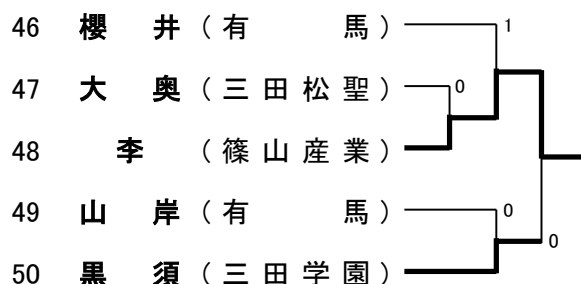 46 櫻 井 ( 有 馬 ) 1
47 大 奥 ( 三 田 松 聖 ) 0
48 李 ( 篠 山 産 業 )
49 山 岸 ( 有 馬 ) 0
50 黒 須 ( 三 田 学 園 ) 0